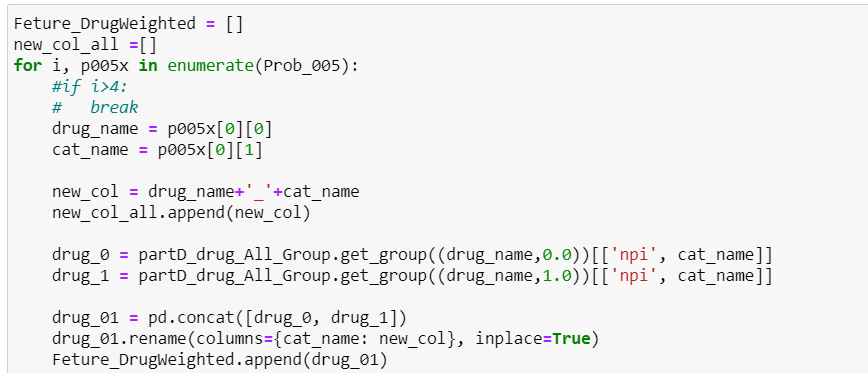 Feture_DrugWeighted = []
new_col_all =[]
for i, p005x in enumerate(Prob_005):
    #if i>4:
    #   break
    drug_name = p005x[0][0]
    cat_name = p005x[0][1]
    new_col = drug_name+'_'+cat_name
    new_col_all.append(new_col)
    drug_0 = partD_drug_All_Group.get_group((drug_name,0.0))[['npi', cat_name]]
    drug_1 = partD_drug_All_Group.get_group((drug_name,1.0))[['npi', cat_name]]
    drug_01 = pd.concat([drug_0, drug_1])
    drug_01.rename(columns={cat_name: new_col}, inplace=True)
    Feture_DrugWeighted.append(drug_01)